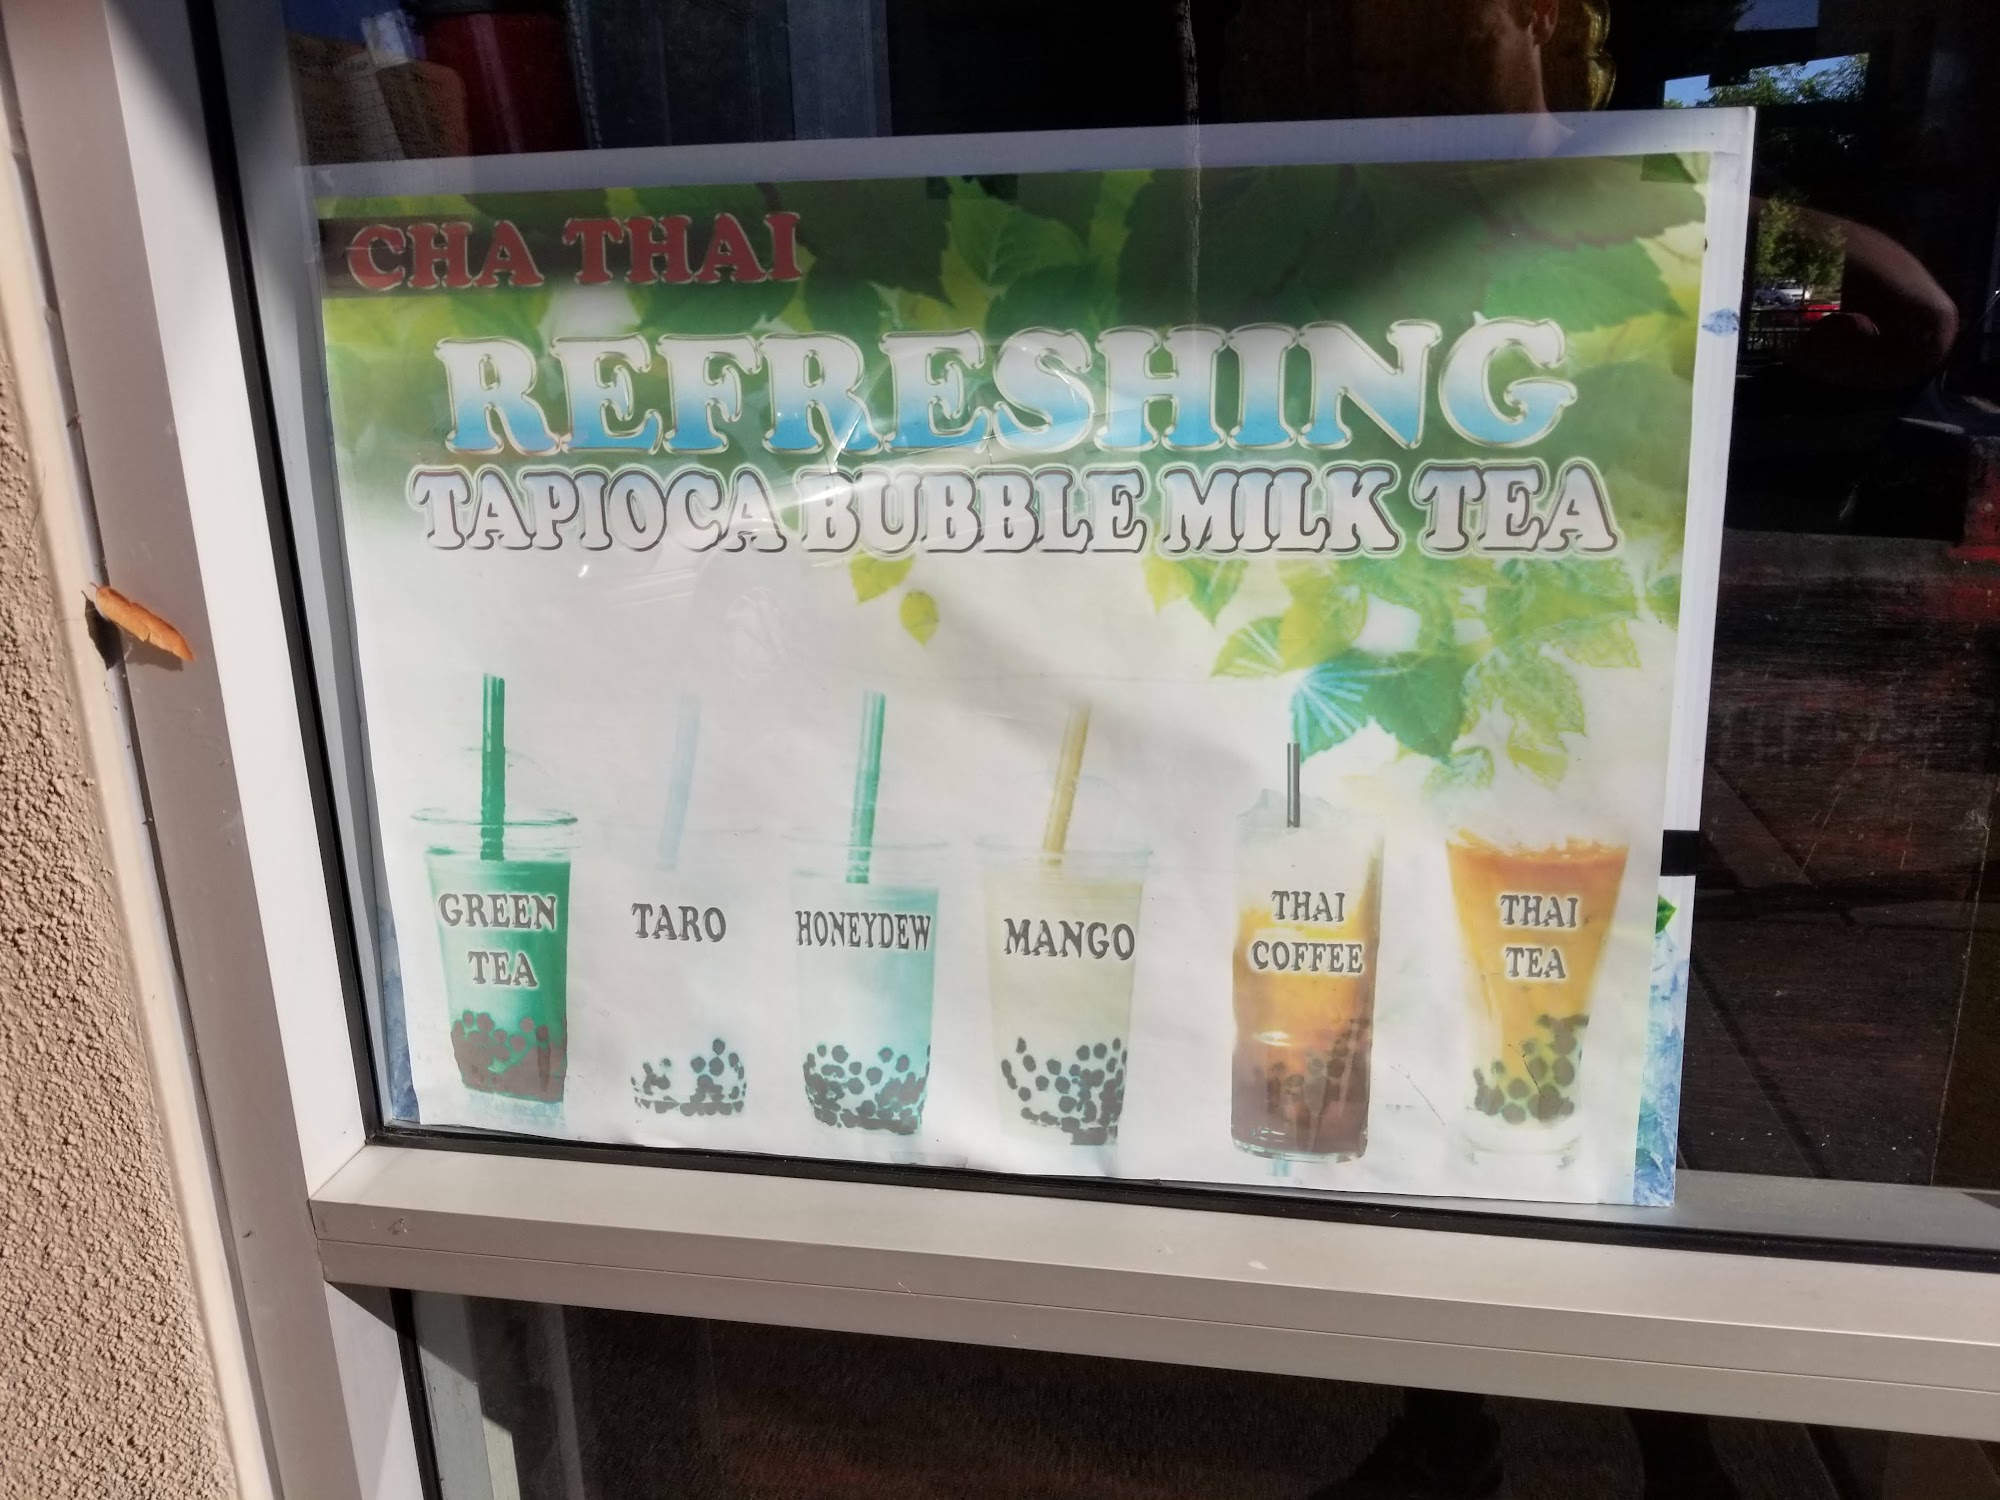 CHA THAI
REFRESHING
TAPIOCA BUBBLE MILK TEA
GREEN
TEA
TARO
HONEYDEW
MANGO
THAI
COFFEE
THAI
TEA